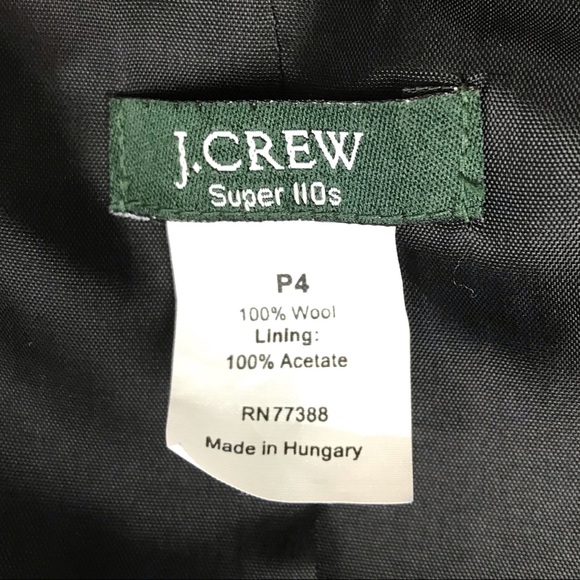 J.CREW
Super 110s
P4
100% Wool
Lining:
100% Acetate
RN77388
Made in Hungary